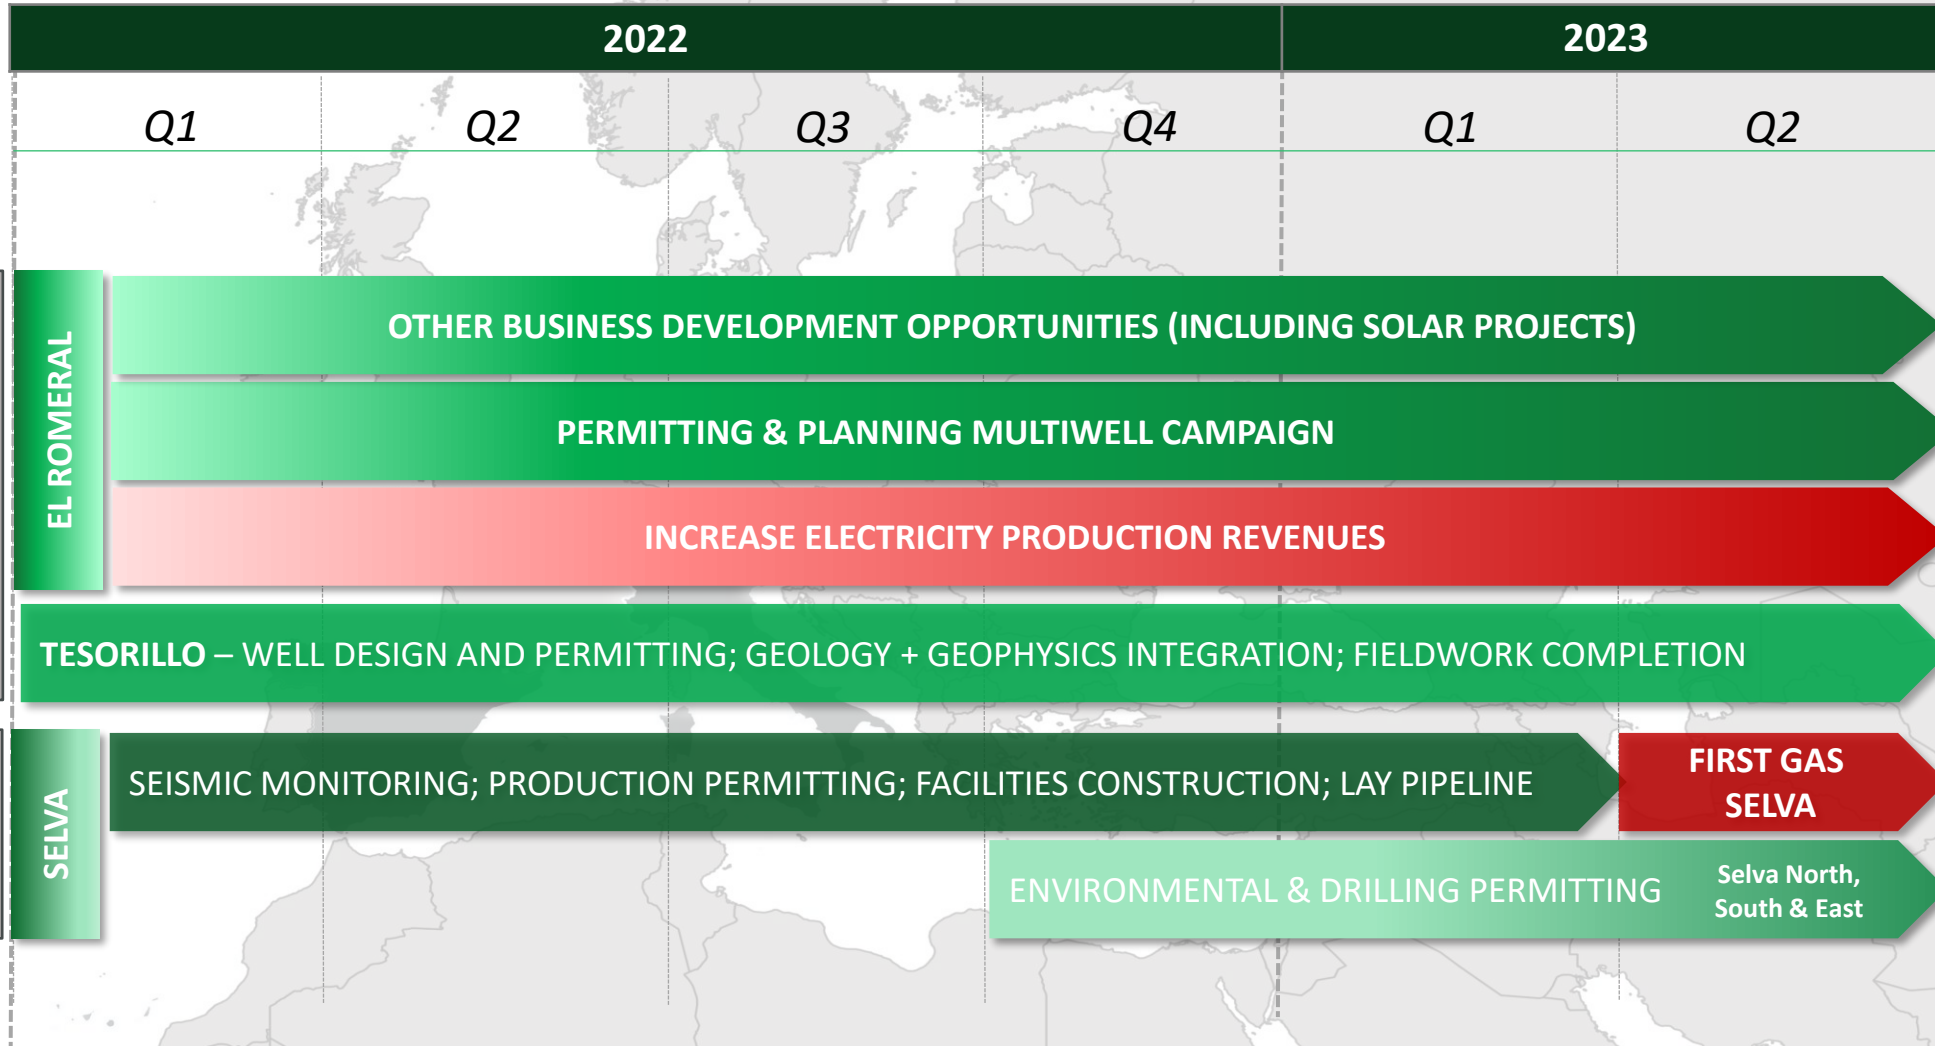 2022
2023
Q1
Q2
Q3
Q4
Q1
Q2
EL ROMERAL
OTHER BUSINESS DEVELOPMENT OPPORTUNITIES (INCLUDING SOLAR PROJECTS)
PERMITTING & PLANNING MULTIWELL CAMPAIGN
INCREASE ELECTRICITY PRODUCTION REVENUES
TESORILLO – WELL DESIGN AND PERMITTING; GEOLOGY + GEOPHYSICS INTEGRATION; FIELDWORK COMPLETION
SELVA
SEISMIC MONITORING; PRODUCTION PERMITTING; FACILITIES CONSTRUCTION; LAY PIPELINE
FIRST GAS
SELVA
ENVIRONMENTAL & DRILLING PERMITTING
Selva North,
South & East